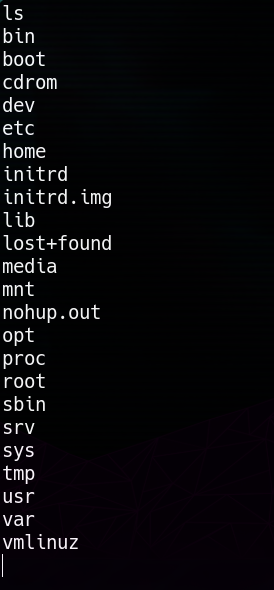 ls
bin
boot
cdrom
dev
etc
home
initrd
initrd.img
lib
lost+found
media
mnt
nohup.out
opt
proc
root
sbin
srv
sys
tmp
usr
var
vmlinuz